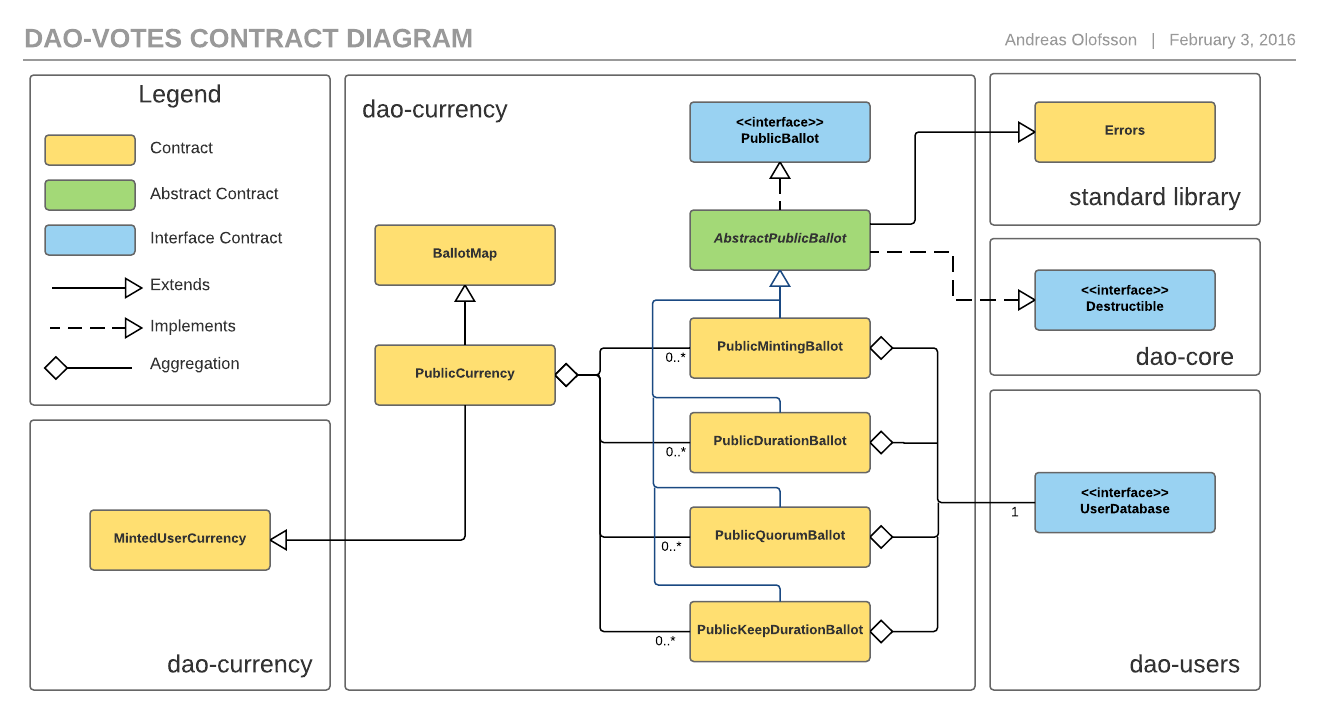 DAO-VOTES CONTRACT DIAGRAM
Andreas Olofsson | February 3, 2016
Legend
Contract
Abstract Contract
Interface Contract
Extends
Implements
Aggregation
dao-currency
MintedUserCurrency
dao-currency
BallotMap
PublicCurrency
<<interface>>
PublicBallot
AbstractPublicBallot
PublicMintingBallot
0..*
PublicDurationBallot
0..*
PublicQuorumBallot
0..*
PublicKeepDurationBallot
0..*
Errors
standard library
<<interface>>
Destructible
dao-core
<<interface>>
UserDatabase
1
dao-users